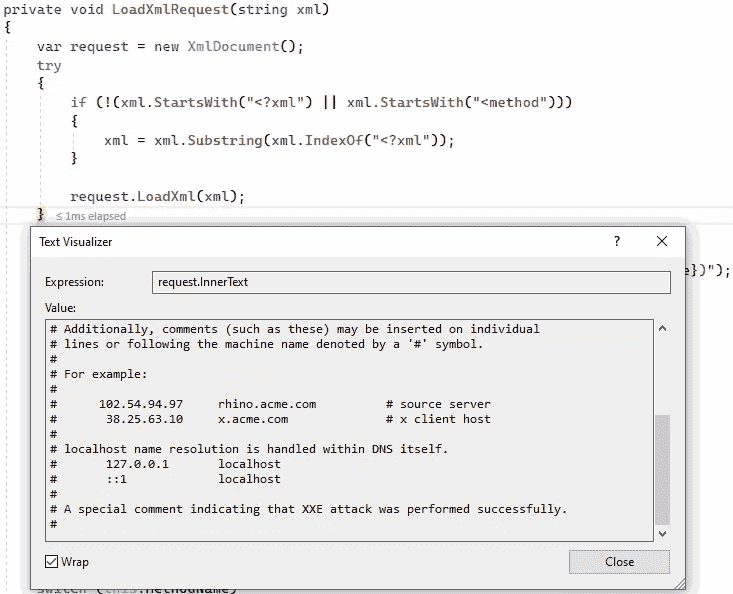 private void LoadXmlRequest(string xml)
{
var request = new XmlDocument();
try
{
if (!(xml.StartsWith("<?xml") || xml.StartsWith("<method")))
{
xml = xml.Substring(xml.IndexOf("<?xml"));
}
request.LoadXml(xml);
} ≤ 1ms elapsed
Text Visualizer ? ×
e})");
Expression: request.InnerText
Value:
# Additionally, comments (such as these) may be inserted on individual
# lines or following the machine name denoted by a '#' symbol.
#
# For example:
#
# 102.54.94.97 rhino.acme.com # source server
# 38.25.63.10 x.acme.com # x client host
#
# localhost name resolution is handled within DNS itself.
# 127.0.0.1 localhost
# ::1 localhost
#
# A special comment indicating that XXE attack was performed successfully.
#
Wrap Close